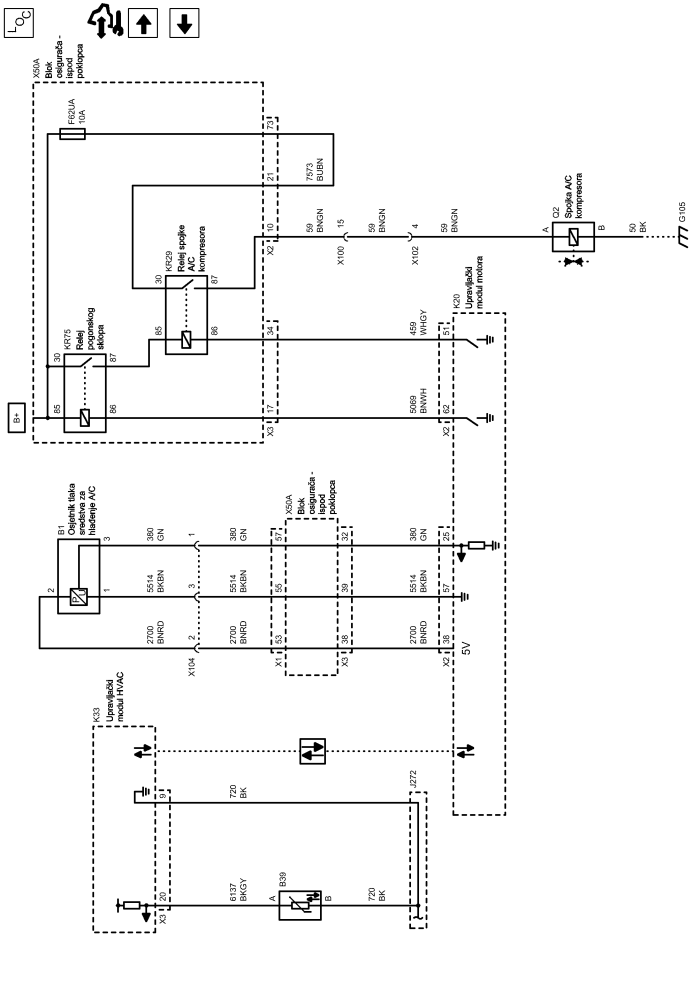 LOC
B+
X50A
Blok
osigurača -
ispod
poklopca
F62UA
10A
KR75
Relej
pogonskog
sklopa
85
30
86
87
KR29
Relej spojke
A/C
kompresora
30
85
87
86
73
21
10
X2
34
17
X3
7573
BUBN
59
BNGN
15
X100
59
BNGN
4
X102
59
BNGN
Q2
Spojka A/C
kompresora
A
B
50
BK
G105
459
WHGY
5069
BNWH
51
62
X2
K20
Upravljački
modul motora
B1
Osjetnik tlaka
sredstva za
hlađenje A/C
P
U
2
3
1
380
GN
5514
BKBN
2700
BNRD
1
3
2
X104
380
GN
5514
BKBN
2700
BNRD
57
55
53
X1
X50A
Blok
osigurača -
ispod
poklopca
32
39
38
X3
380
GN
5514
BKBN
2700
BNRD
25
57
38
X2
5V
K33
Upravljački
modul HVAC
9
20
X3
720
BK
6137
BKGY
B39
A
B
720
BK
J272